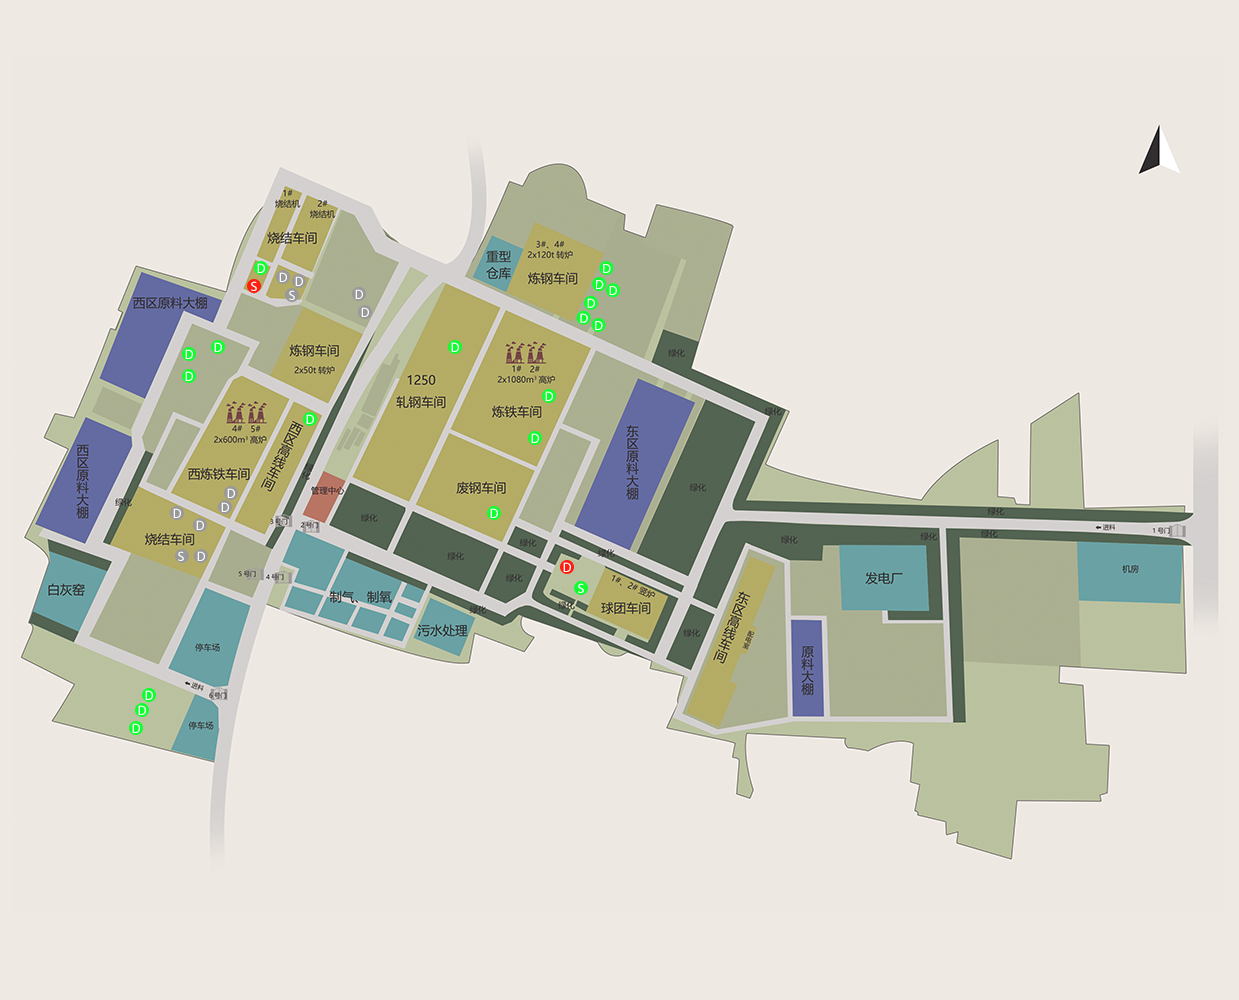 1#
烧结机
2#
烧结机
烧结车间
D
S
D
D
S
D
D
西区原料大棚
D
D
D
炼钢车间
2x50t 转炉
重型
仓库
3#、4#
2x120t 转炉
炼钢车间
D
D
D
D
D
D
绿化
D
1250
轧钢车间
1# 2#
2x1080m³ 高炉
炼铁车间
D
D
东区原料大棚
绿化
绿化
4# 5#
2x600m³ 高炉
西炼铁车间
D
D
D
西区高线车间
西区原料大棚
绿化
管理中心
废钢车间
D
绿化
绿化
绿化
绿化
3 号门
2 号门
D
D
烧结车间
S
D
5 号门
4 号门
白灰窑
制气、制氧
绿化
污水处理
绿化
D
S
绿化
1#、2# 竖炉
球团车间
绿化
东区高线车间
配电室
绿化
绿化
绿化
绿化
进料
1 号门
发电厂
机房
原料大棚
停车场
进料
6 号门
停车场
D
D
D